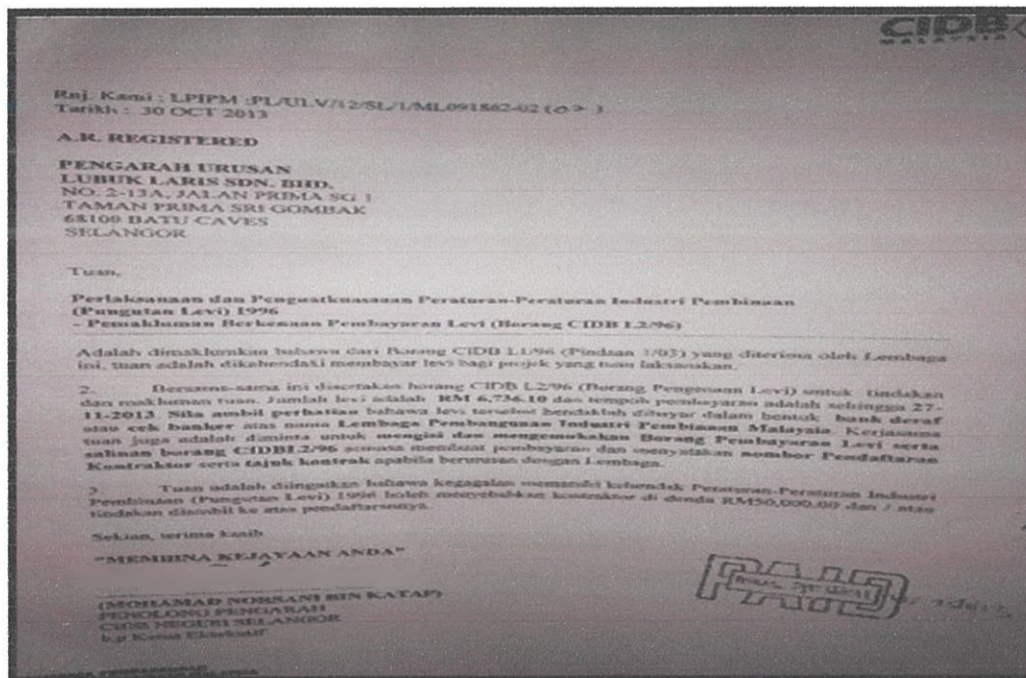 CIDB
MALAYSIA
Ruj. Kami : LPIPM :PL/ULV/12/SL/1/ML091862-02 ( )
Tarikh : 30 OCT 2013
A.R. REGISTERED
PENGARAH URUSAN
LUBUK LARIS SDN. BHD.
NO. 2-13A, JALAN PRIMA SG 1
TAMAN PRIMA SRI GOMBAK
68100 BATU CAVES
SELANGOR
Tuan,
Perlaksanaan dan Penguatkuasaan Peraturan-Peraturan Industri Pembinaan
(Pungutan Levi) 1996
- Pemakluman Berkenaan Pembayaran Levi (Borang CIDB L2/96)
Adalah dimaklumkan bahawa dari Borang CIDB L1/96 (Pindaan 1/03) yang diterima oleh Lembaga
ini, tuan adalah dikehendaki membayar levi bagi projek yang tuan laksanakan.
2. Bersama-sama ini disertakan borang CIDB L2/96 (Borang Pengenaan Levi) untuk tindakan
dan makluman tuan. Jumlah levi adalah RM 6,736.10 dan tempoh pembayaran adalah sehingga 27-
11-2013. Sila ambil perhatian bahawa levi tersebut hendaklah dibayar dalam bentuk bank deraf
atau cek banker atas nama Lembaga Pembangunan Industri Pembinaan Malaysia. Kerjasama
tuan juga adalah diminta untuk mengisi dan mengemukakan Borang Pembayaran Levi serta
salinan borang CIDBL2/96 semasa membuat pembayaran dan menyatakan nombor Pendaftaran
Kontraktor serta tajuk kontrak apabila berurusan dengan Lembaga.
3 Tuan adalah diingatkan bahawa kegagalan mematuhi kehendak Peraturan-Peraturan Industri
Pembinaan (Pungutan Levi) 1996 boleh menyebabkan kontraktor di denda RM50,000.00 dan / atau
tindakan diambil ke atas pendaftarannya.
Sekian, terima kasih
"MEMBINA KEJAYAAN ANDA"
(MOHAMAD NORSANI BIN KATAP)
PENOLONG PENGARAH
CIDB NEGERI SELANGOR
b.p Ketua Eksekutif
PAID